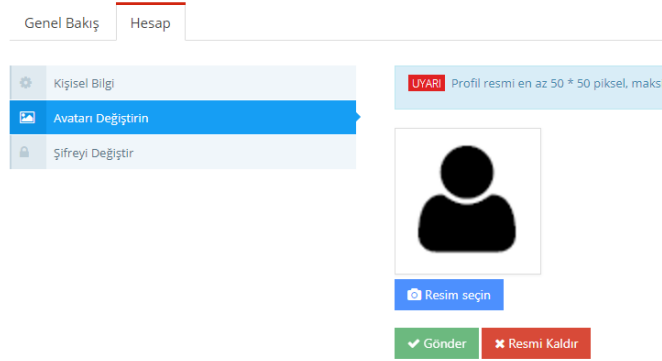 Genel Bakış
Hesap
Kişisel Bilgi
Avatarı Değiştirin
Şifreyi Değiştir
UYARI Profil resmi en az 50 * 50 piksel, maks
Resim seçin
Gönder
Resmi Kaldır